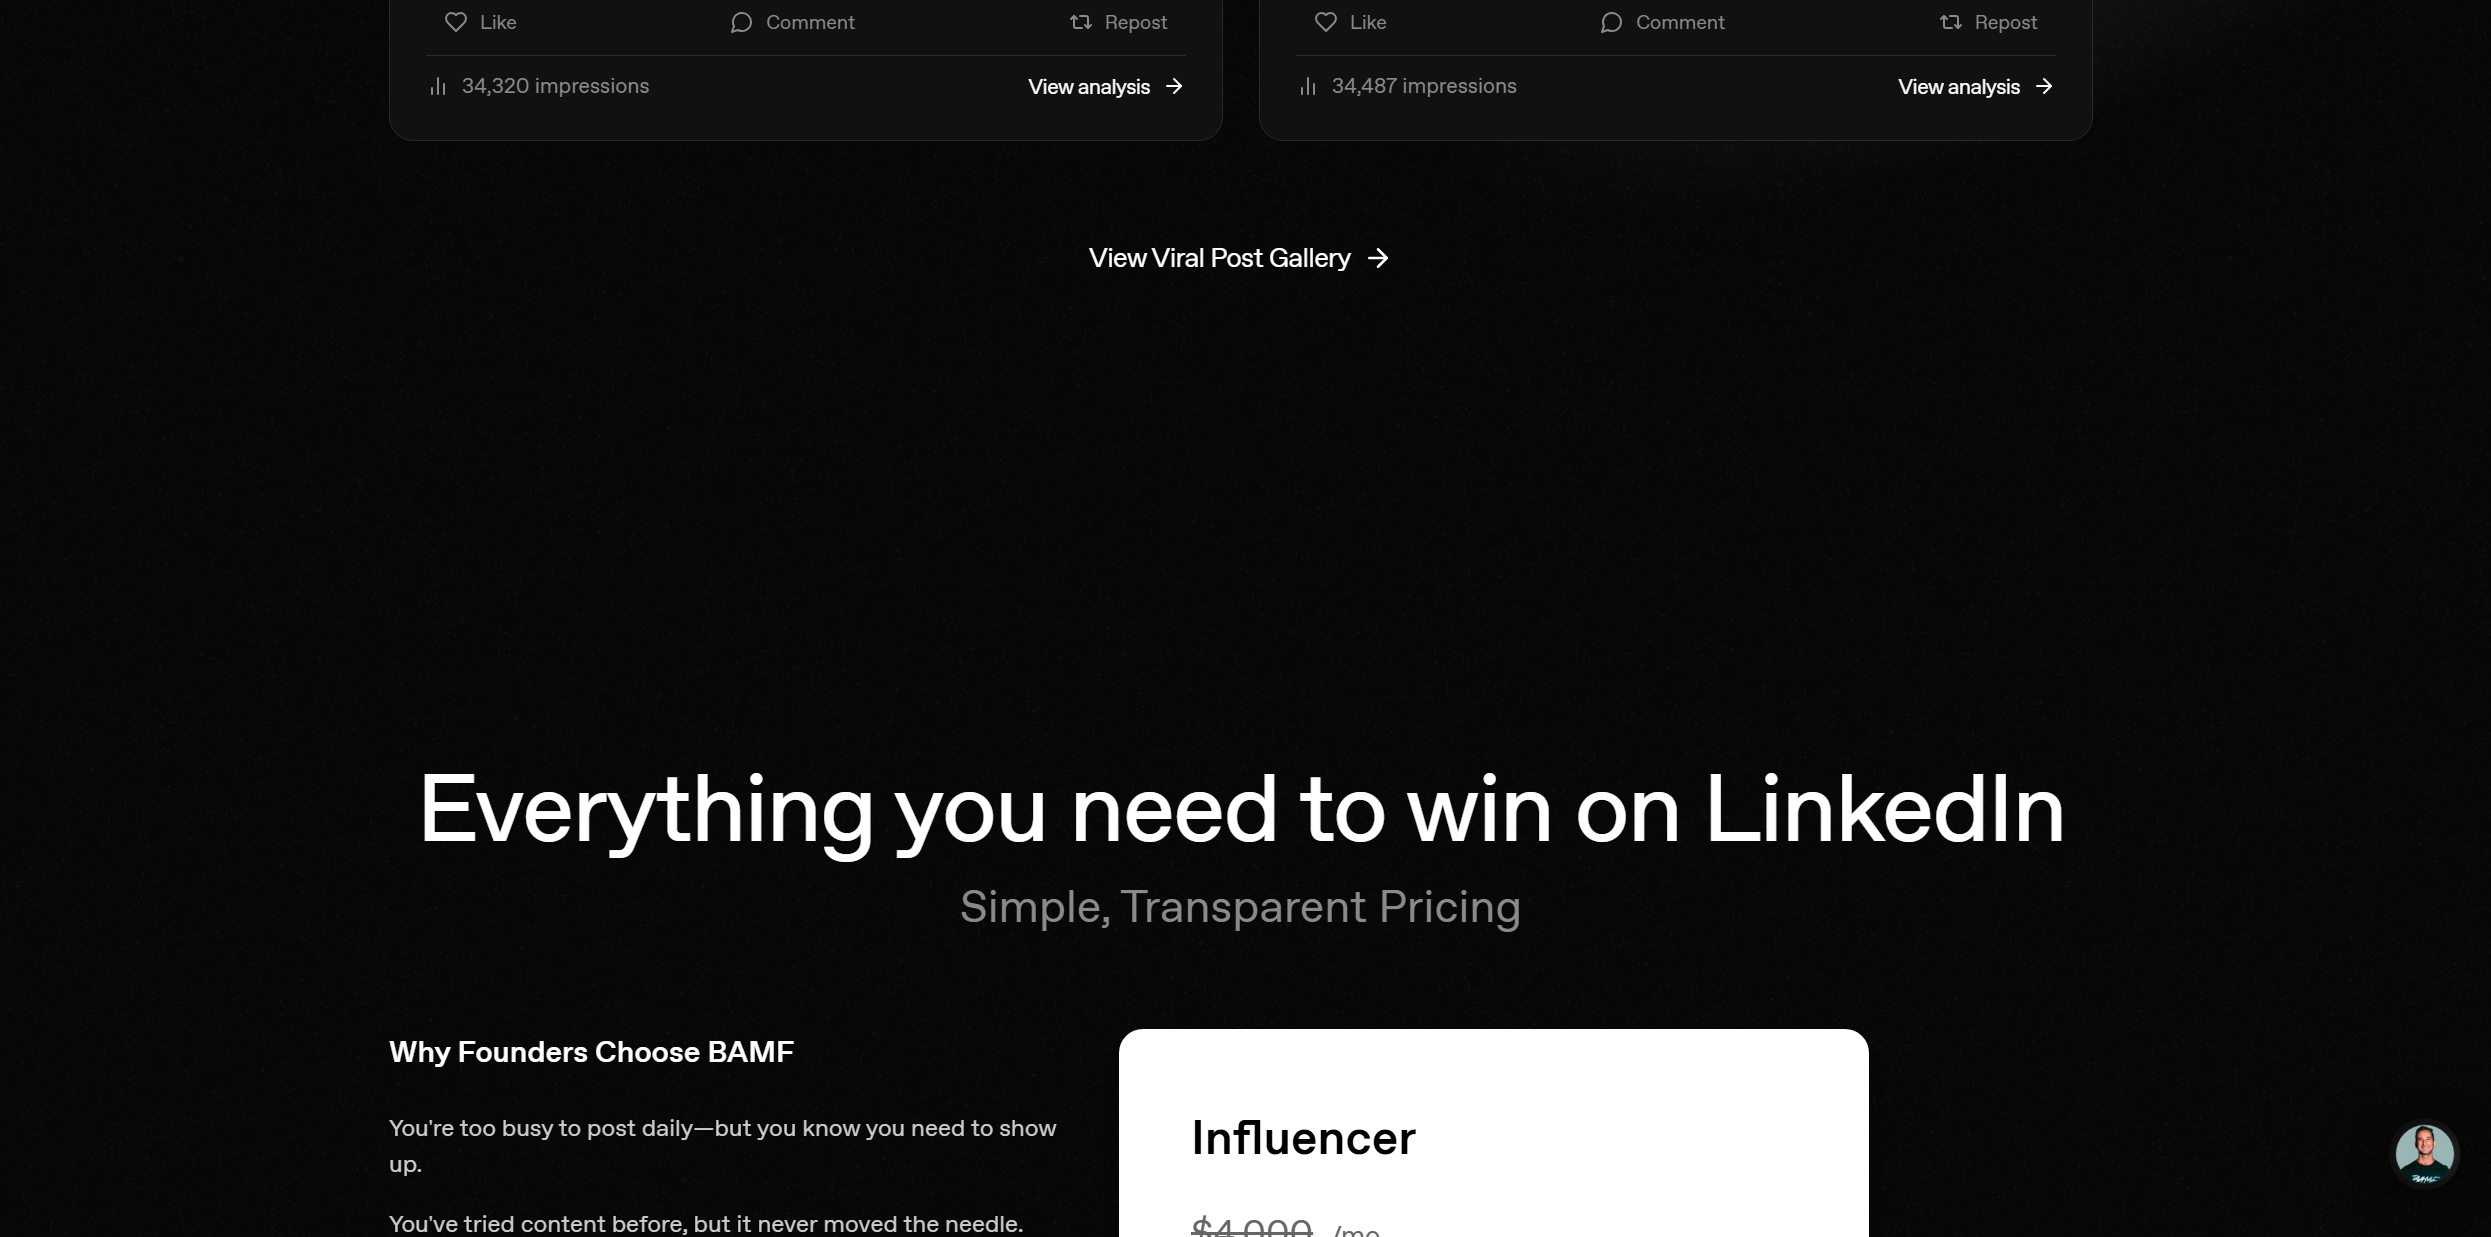 Like Comment Repost
34,320 impressions View analysis
Like Comment Repost
34,487 impressions View analysis
View Viral Post Gallery
Everything you need to win on LinkedIn
Simple, Transparent Pricing
Why Founders Choose BAMF
You're too busy to post daily—but you know you need to show
up.
You've tried content before, but it never moved the needle.
Influencer
$4,000 /mo
BAMF